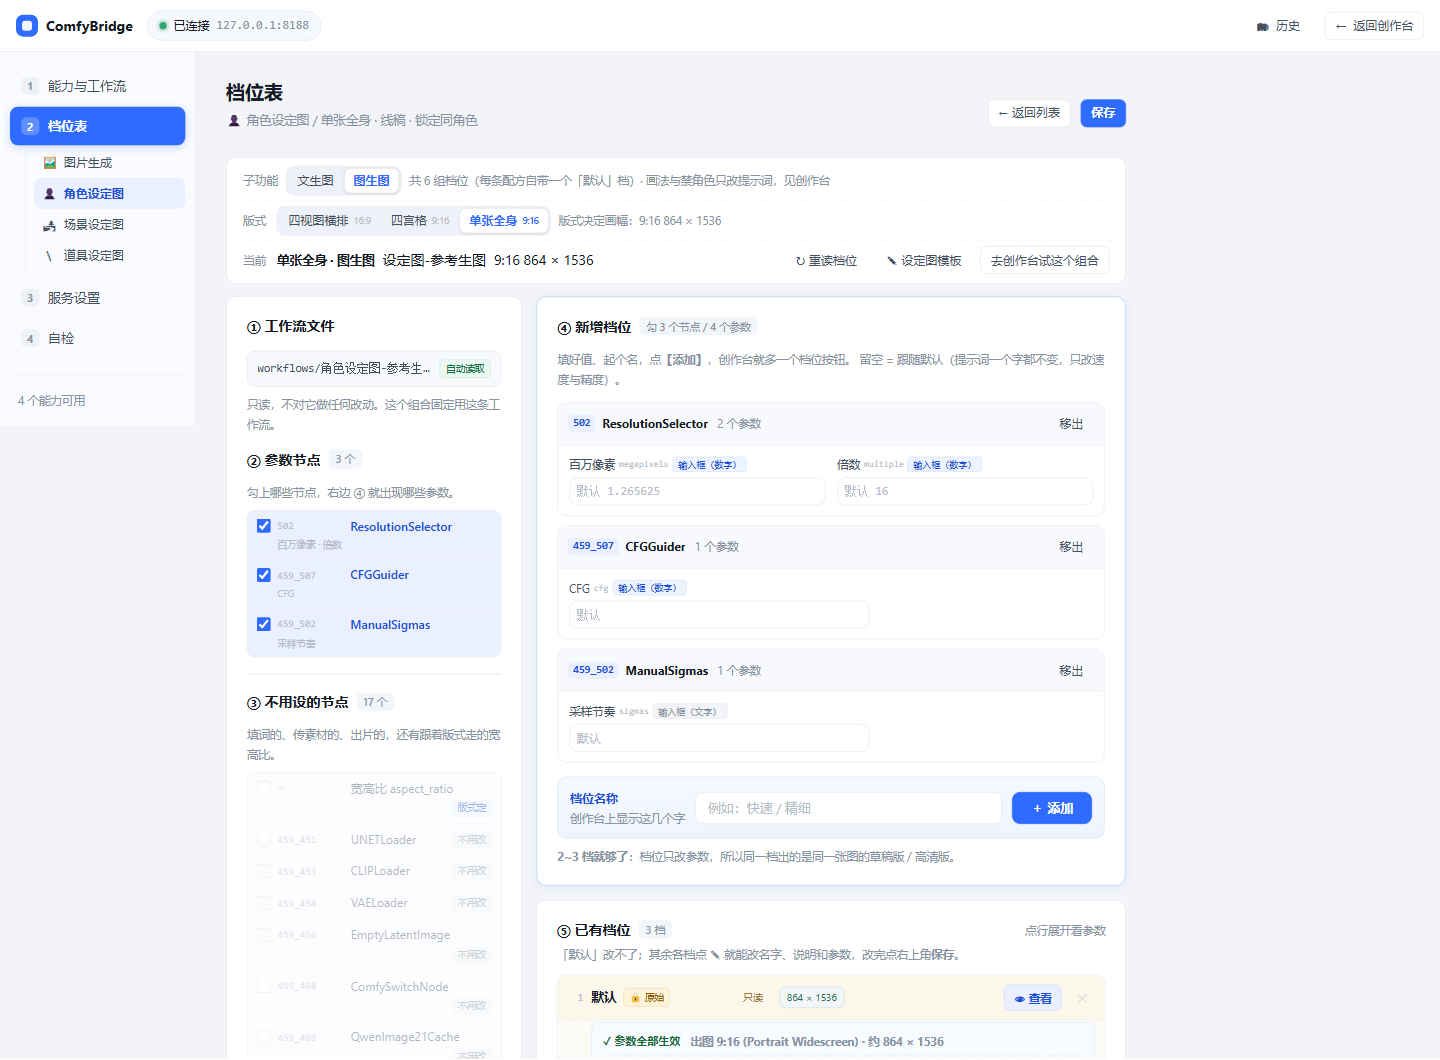 ComfyBridge
已连接 127.0.0.1:8188
历史
← 返回创作台
1 能力与工作流
2 档位表
图片生成
角色设定图
场景设定图
道具设定图
3 服务设置
4 自检
4 个能力可用
档位表
角色设定图 / 单张全身 · 线稿 · 锁定同角色
← 返回列表
保存
子功能 文生图 图生图 共 6 组档位（每条配方自带一个「默认」档）· 画法与禁角色只改提示词，见创作台
版式 四视图横排 16:9 四宫格 9:16 单张全身 9:16 版式决定画幅：9:16 864 × 1536
当前 单张全身 · 图生图 设定图-参考生图 9:16 864 × 1536
↻ 重读档位 ✎ 设定图模板 去创作台试这个组合
① 工作流文件
workflows/角色设定图-参考生… 自动读取
只读，不对它做任何改动。这个组合固定用这条工
作流。
② 参数节点 3 个
勾上哪些节点，右边 ④ 就出现哪些参数。
502 ResolutionSelector
百万像素 · 倍数
459_507 CFGGuider
CFG
459_502 ManualSigmas
采样节奏
③ 不用设的节点 17 个
填词的、传素材的、出片的，还有跟着版式走的宽
高比。
— 宽高比 aspect_ratio
版式定
459_451 UNETLoader 不用改
459_453 CLIPLoader 不用改
459_454 VAELoader 不用改
459_456 EmptyLatentImage
不用改
459_468 ComfySwitchNode
不用改
459_469 QwenImage21Cache
不用改
④ 新增档位 勾 3 个节点 / 4 个参数
填好值、起个名，点【添加】，创作台就多一个档位按钮。 留空 = 跟随默认（提示词一个字都不变，只改速
度与精度）。
502 ResolutionSelector 2 个参数 移出
百万像素 megapixels 输入框（数字） 倍数 multiple 输入框（数字）
默认 1.265625 默认 16
459_507 CFGGuider 1 个参数 移出
CFG cfg 输入框（数字）
默认
459_502 ManualSigmas 1 个参数 移出
采样节奏 sigmas 输入框（文字）
默认
档位名称
创作台上显示这几个字
例如：快速 / 精细
+ 添加
2~3 档就够了：档位只改参数，所以同一档出的是同一张图的草稿版 / 高清版。
⑤ 已有档位 3 档 点行展开看参数
「默认」改不了；其余各档点 ✎ 就能改名字、说明和参数，改完点右上角保存。
1 默认 🔒 原始 只读 864 × 1536 查看 ×
✓ 参数全部生效 出图 9:16 (Portrait Widescreen) · 约 864 × 1536